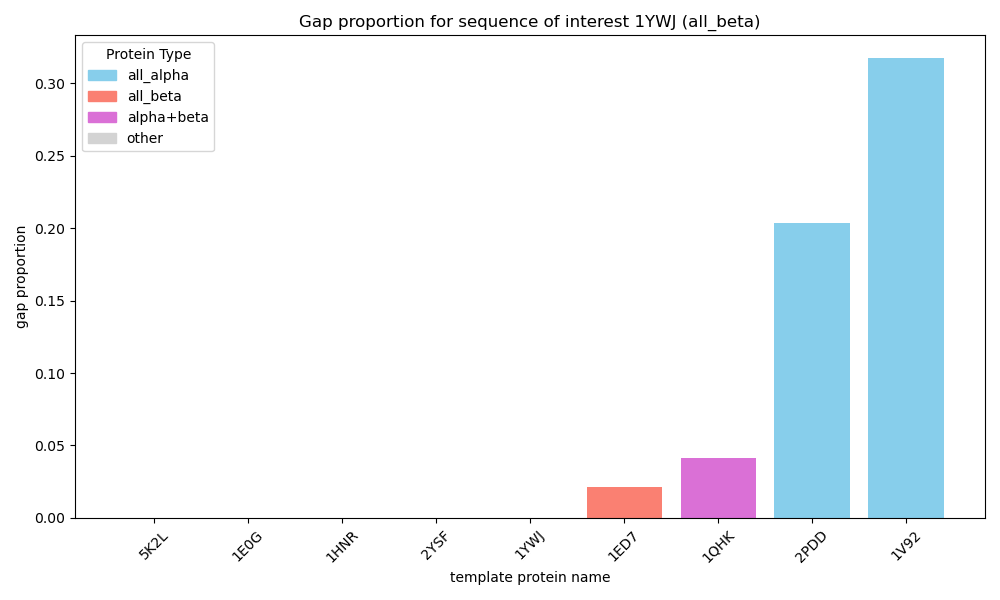 Gap proportion for sequence of interest 1YWJ (all_beta)
Protein Type
all_alpha
all_beta
alpha+beta
other
gap proportion
0.30
0.25
0.20
0.15
0.10
0.05
0.00
5K2L
1E0G
1HNR
2YSF
1YWJ
1ED7
1QHK
2PDD
1V92
template protein name